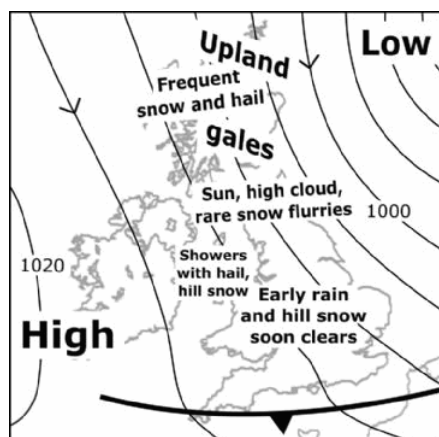 Upland
Low
Frequent
snow and hail
gales
Sun, high cloud,
rare snow flurries
1000
Showers
with hail,
hill snow
1020
Early rain
and hill snow
soon clears
High